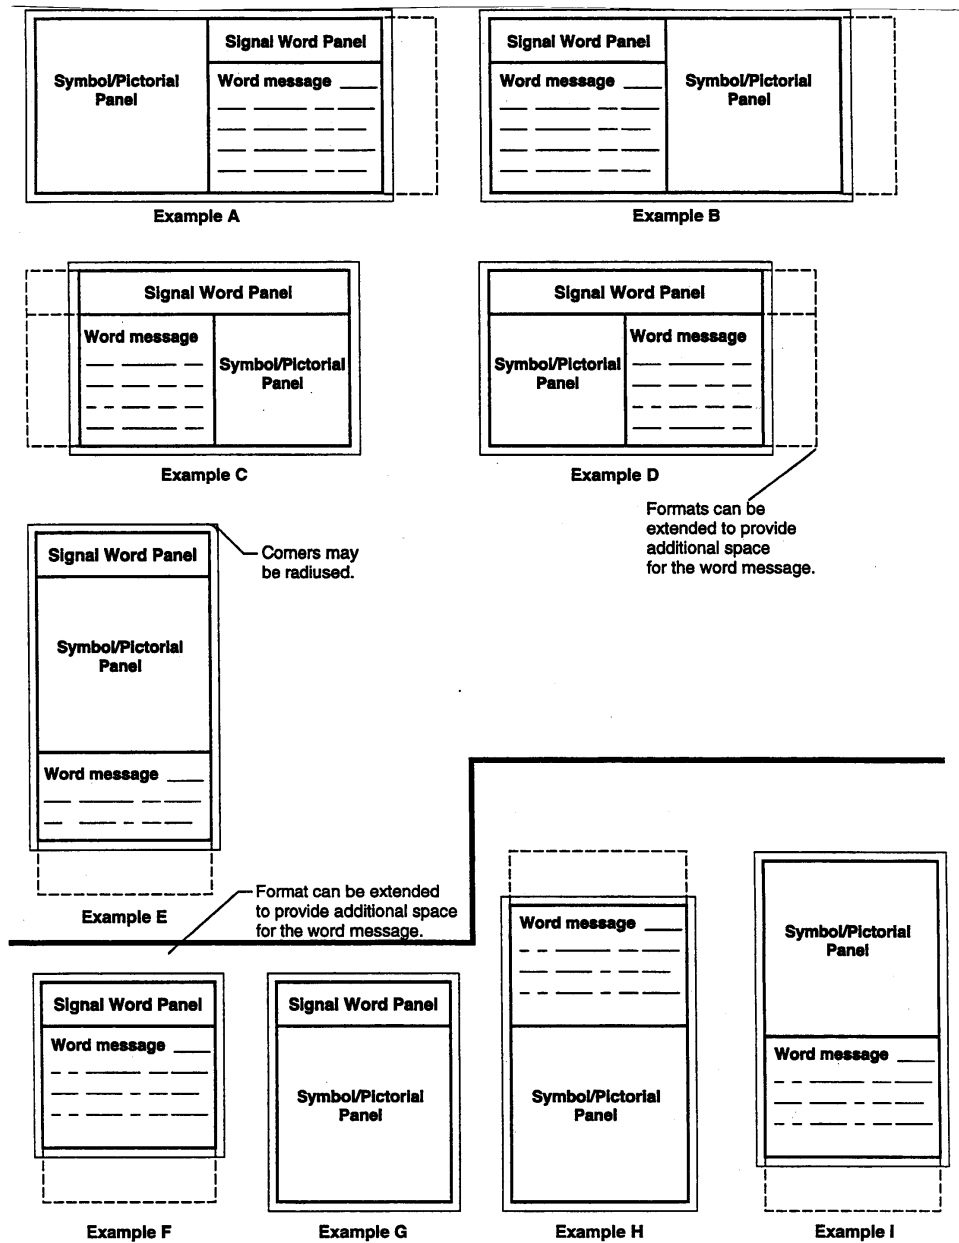 Symbol/Pictorial
Panel
Signal Word Panel
Word message
Example A
Signal Word Panel
Word message
Symbol/Pictorial
Panel
Example B
Signal Word Panel
Word message
Symbol/Pictorial
Panel
Example C
Signal Word Panel
Symbol/Pictorial
Panel
Word message
Example D
Formats can be
extended to provide
additional space
for the word message.
Signal Word Panel
Symbol/Pictorial
Panel
Word message
Example E
Corners may
be radiused.
Format can be extended
to provide additional space
for the word message.
Signal Word Panel
Word message
Example F
Signal Word Panel
Symbol/Pictorial
Panel
Example G
Word message
Symbol/Pictorial
Panel
Example H
Symbol/Pictorial
Panel
Word message
Example I